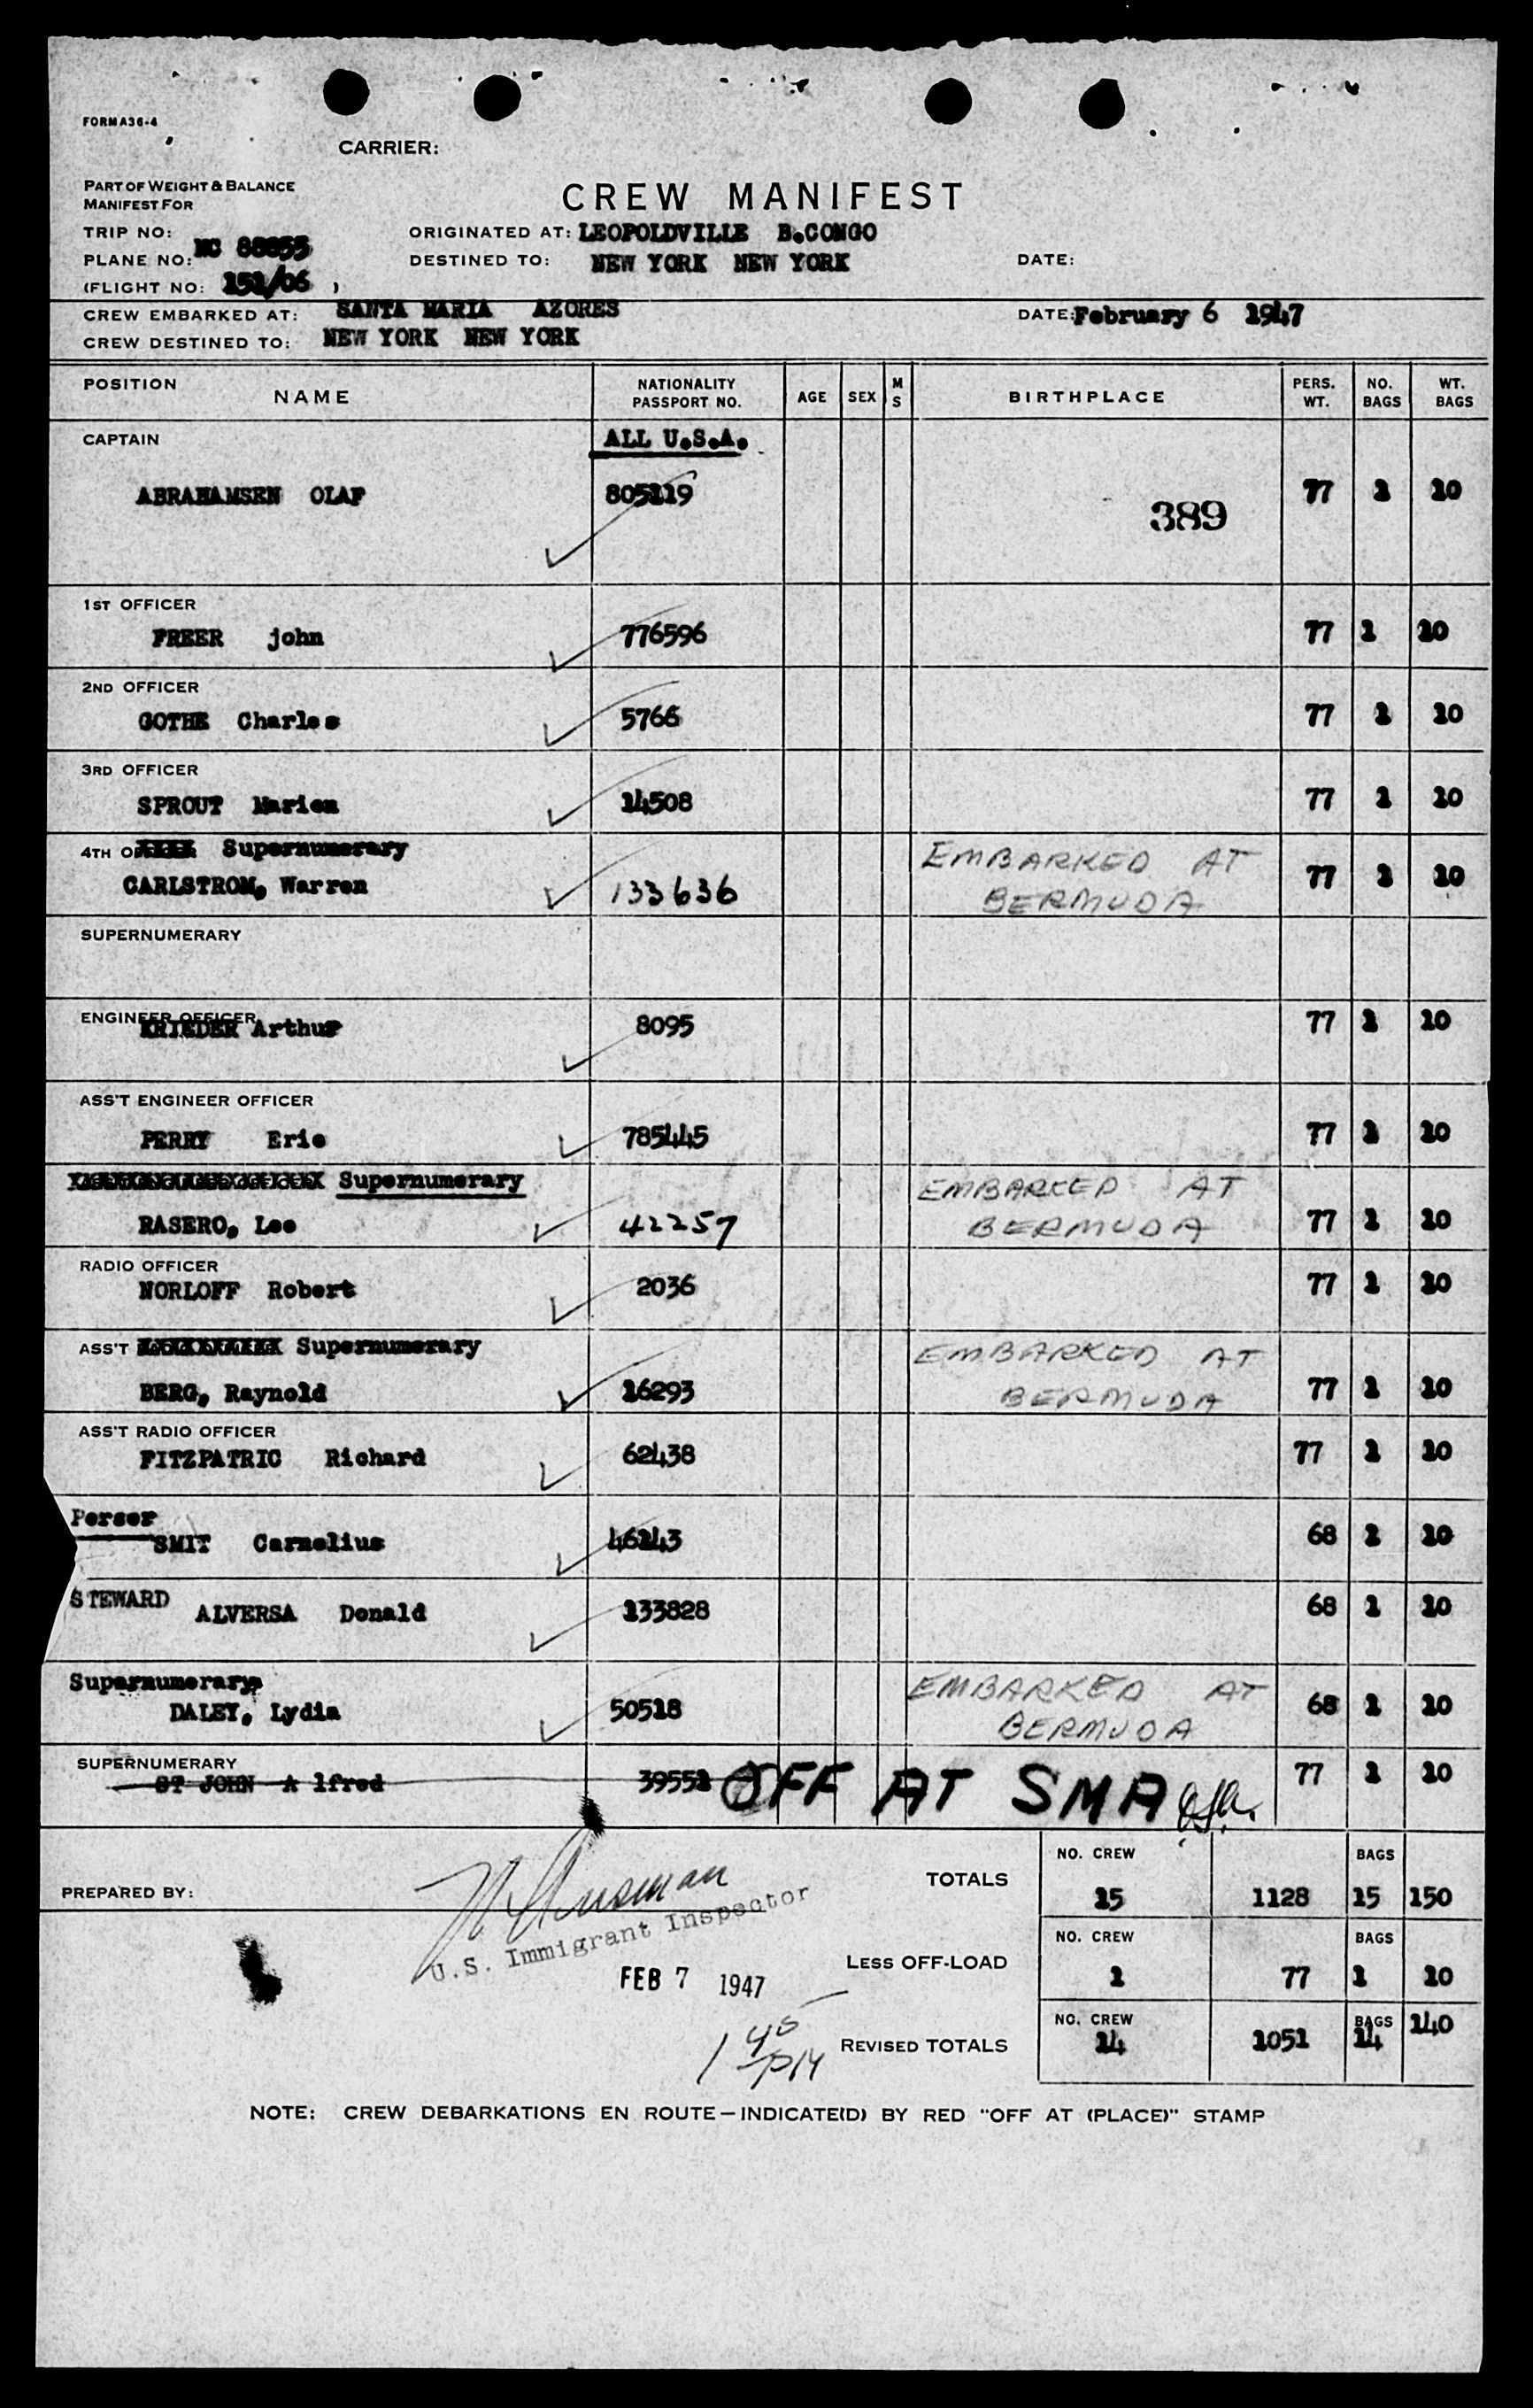 FORM A36-4
CARRIER:
PART OF WEIGHT & BALANCE
MANIFEST FOR
CREW MANIFEST
TRIP NO:
ORIGINATED AT: LEOPOLDVILLE B.CONGO
PLANE NO: NC 88855
DESTINED TO: NEW YORK NEW YORK
DATE:
(FLIGHT NO: 151/06 )
CREW EMBARKED AT: SANTA MARIA AZORES
DATE: February 6 1947
CREW DESTINED TO: NEW YORK NEW YORK
POSITION NAME NATIONALITY PASSPORT NO. AGE SEX M S BIRTHPLACE PERS. WT. NO. BAGS WT. BAGS
CAPTAIN ALL U.S.A.
ABRAHAMSEN OLAF 805119 77 1 10
389
1ST OFFICER
FREER john 776596 77 1 10
2ND OFFICER
GOTHE Charles 5766 77 1 10
3RD OFFICER
SPROUT Marion 14508 77 1 10
4TH Supernumerary EMBARKED AT
CARLSTROM, Warren 133636 BERMUDA 77 1 10
SUPERNUMERARY
ENGINEER OFFICER
KRIEDER Arthur 8095 77 1 10
ASS'T ENGINEER OFFICER
PERRY Eric 785445 77 1 10
Supernumerary EMBARKED AT
RASERO, Leo 42257 BERMUDA 77 1 10
RADIO OFFICER
NORLOFF Robert 2036 77 1 10
ASS'T Supernumerary EMBARKED AT
BERG, Raynold 16293 BERMUDA 77 1 10
ASS'T RADIO OFFICER
FITZPATRIC Richard 62438 77 1 10
Perser
SMIT Carnelius 46143 68 1 10
STEWARD
ALVERSA Donald 133828 68 1 10
Supernumerary EMBARKED AT
DALEY, Lydia 50518 BERMUDA 68 1 10
SUPERNUMERARY
ST JOHN A lfred 39551 OFF AT SMA 77 1 10
NO. CREW BAGS
PREPARED BY: TOTALS 15 1128 15 150
U.S. Immigrant Inspector
NO. CREW BAGS
LESS OFF-LOAD 1 77 1 10
FEB 7 1947
NO. CREW BAGS
REVISED TOTALS 14 1051 14 140
1 45 PM
NOTE: CREW DEBARKATIONS EN ROUTE—INDICATE(D) BY RED "OFF AT (PLACE)" STAMP